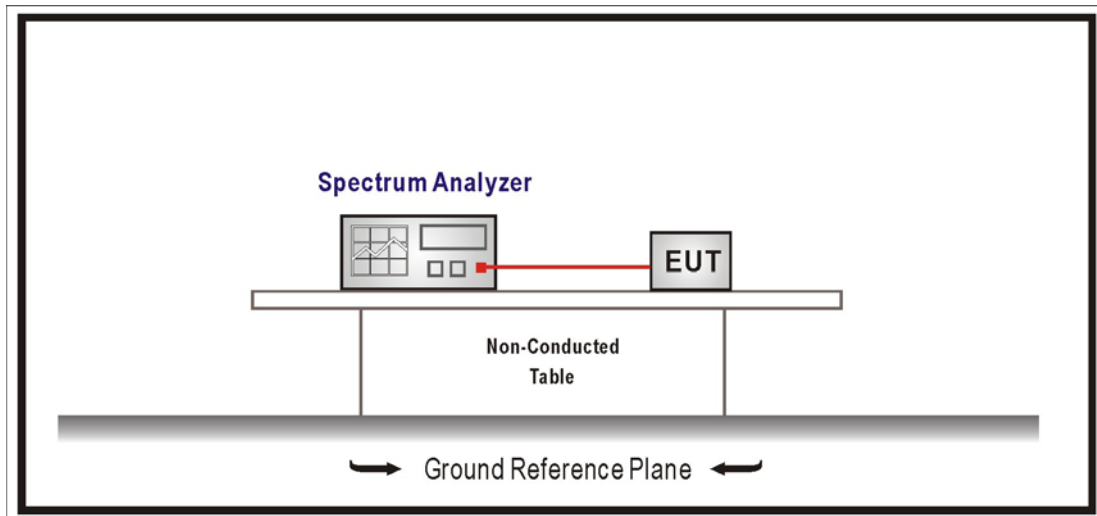 Spectrum Analyzer
EUT
Non-Conducted
Table
Ground Reference Plane